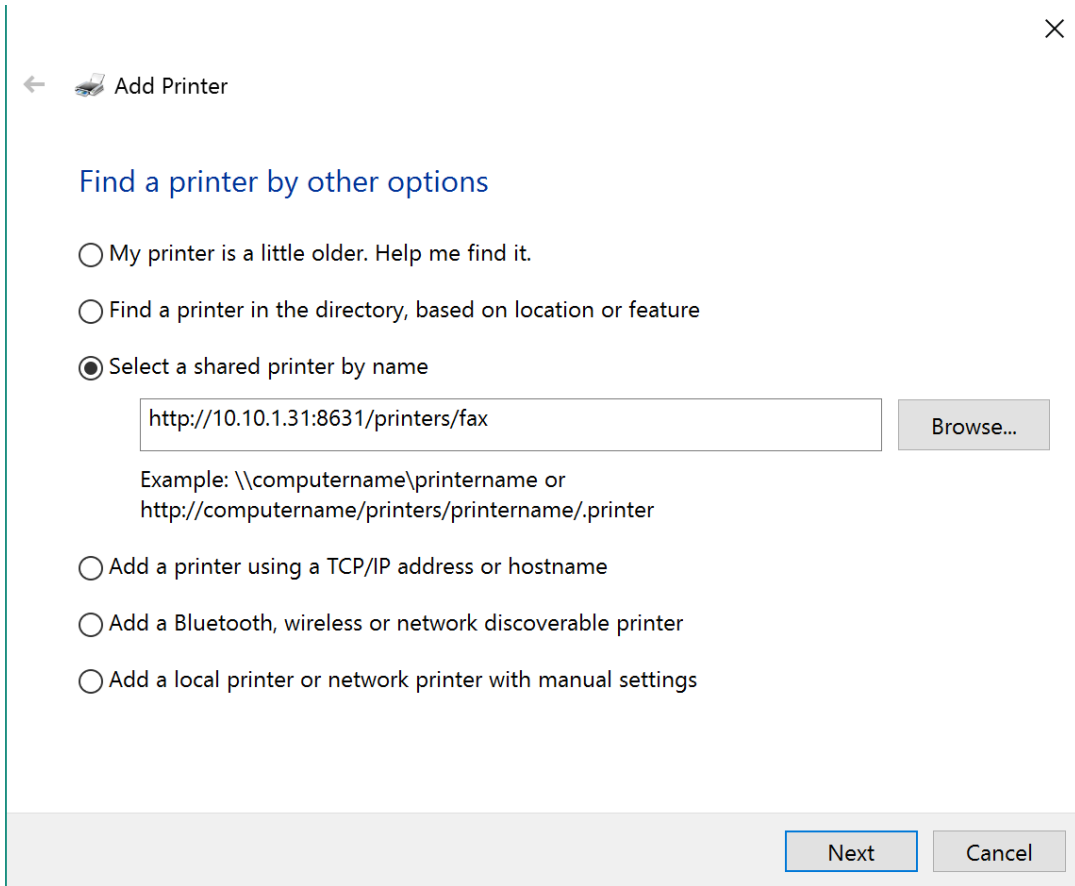 Add Printer
Find a printer by other options
My printer is a little older. Help me find it.
Find a printer in the directory, based on location or feature
Select a shared printer by name
http://10.10.1.31:8631/printers/fax
Browse...
Example: \\computername\printername or
http://computername/printers/printername/.printer
Add a printer using a TCP/IP address or hostname
Add a Bluetooth, wireless or network discoverable printer
Add a local printer or network printer with manual settings
Next
Cancel